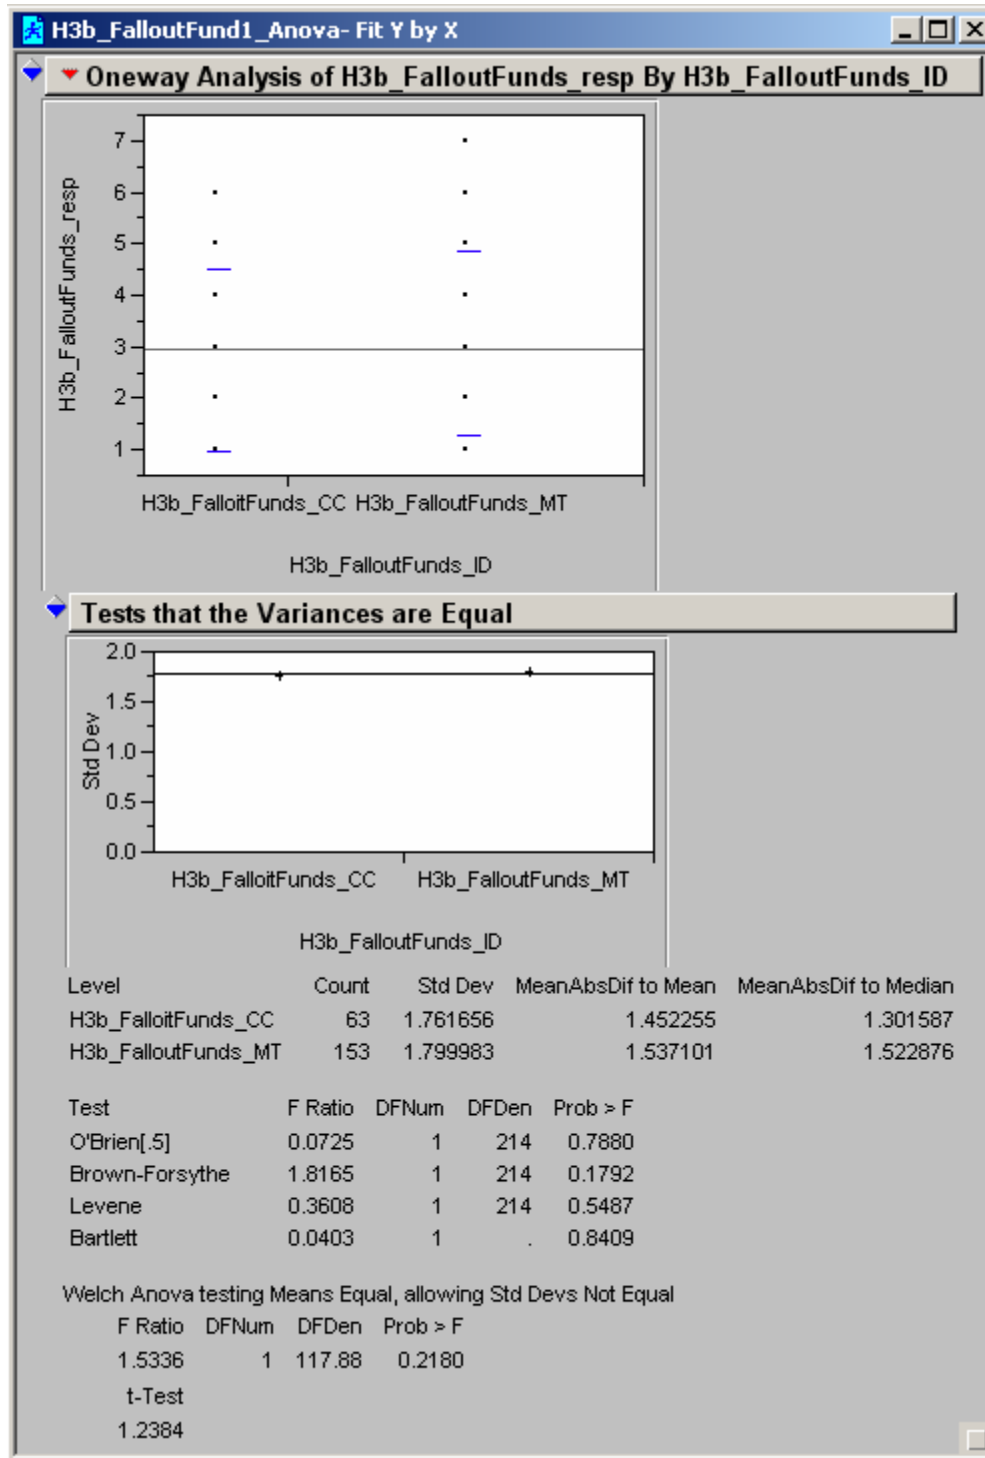 H3b_FalloutFund1_Anova- Fit Y by X
Oneway Analysis of H3b_FalloutFunds_resp By H3b_FalloutFunds_ID
H3b_FalloutFunds_resp
7
6
5
4
3
2
1
H3b_FalloitFunds_CC H3b_FalloutFunds_MT
H3b_FalloutFunds_ID
Tests that the Variances are Equal
Std Dev
2.0
1.5
1.0
0.5
0.0
H3b_FalloitFunds_CC H3b_FalloutFunds_MT
H3b_FalloutFunds_ID
Level Count Std Dev MeanAbsDif to Mean MeanAbsDif to Median
H3b_FalloitFunds_CC 63 1.761656 1.452255 1.301587
H3b_FalloutFunds_MT 153 1.799983 1.537101 1.522876
Test F Ratio DFNum DFDen Prob > F
O'Brien[.5] 0.0725 1 214 0.7880
Brown-Forsythe 1.8165 1 214 0.1792
Levene 0.3608 1 214 0.5487
Bartlett 0.0403 1 . 0.8409
Welch Anova testing Means Equal, allowing Std Devs Not Equal
F Ratio DFNum DFDen Prob > F
1.5336 1 117.88 0.2180
t-Test
1.2384